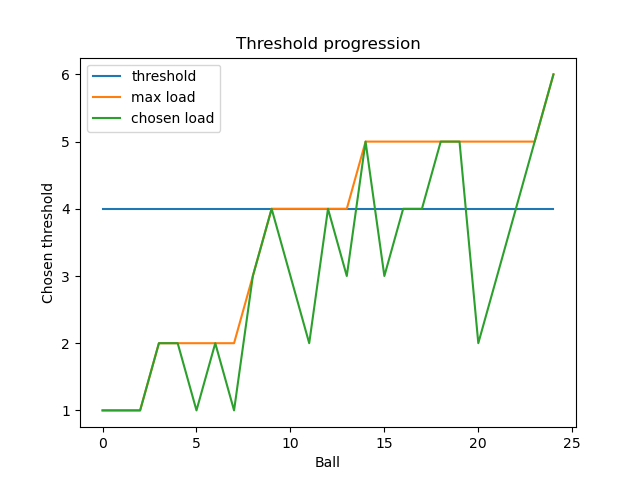 Threshold progression
threshold
max load
chosen load
Chosen threshold
6
5
4
3
2
1
0
5
10
15
20
25
Ball